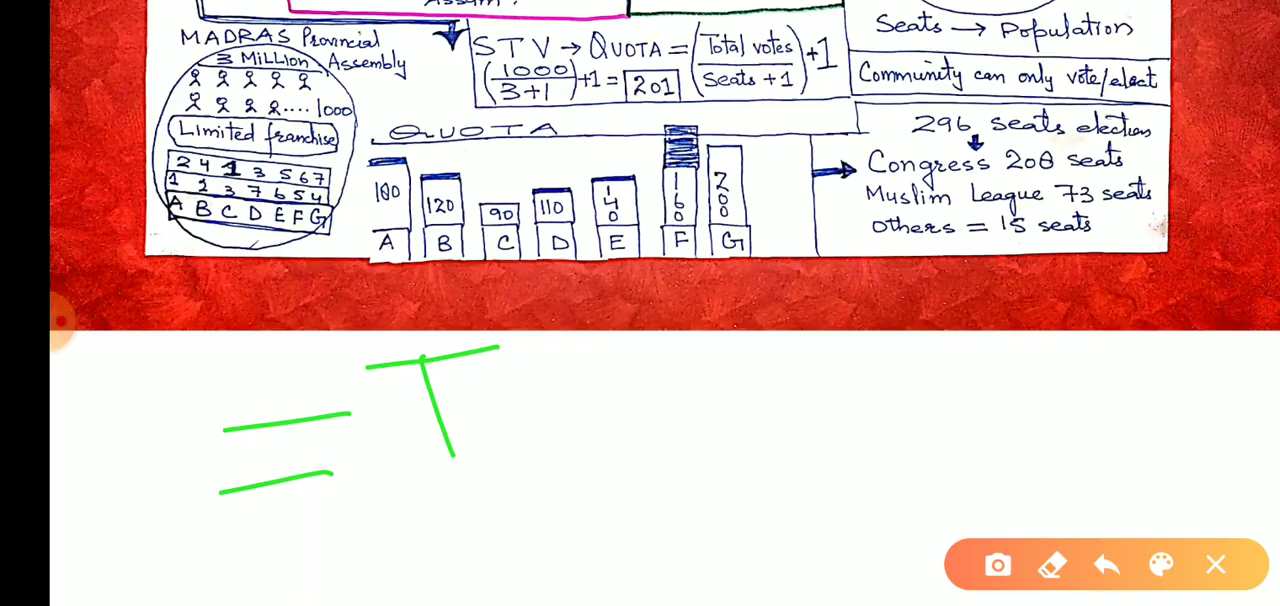 MADRAS Provincial
3 MiLLion Assembly
.... 1000
Limited franchise
2 4 1 3 5 6 7
1 2 3 7 6 5 4
A B C D E F G
STV → QUOTA = (Total votes / Seats + 1) + 1
(1000 / 3+1) + 1 = 201
QUOTA
180 120 90 110 140 160 200
A B C D E F G
Seats → Population
Community can only vote/elect
296 seats election
Congress 208 seats
Muslim League 73 seats
others = 15 seats
= T